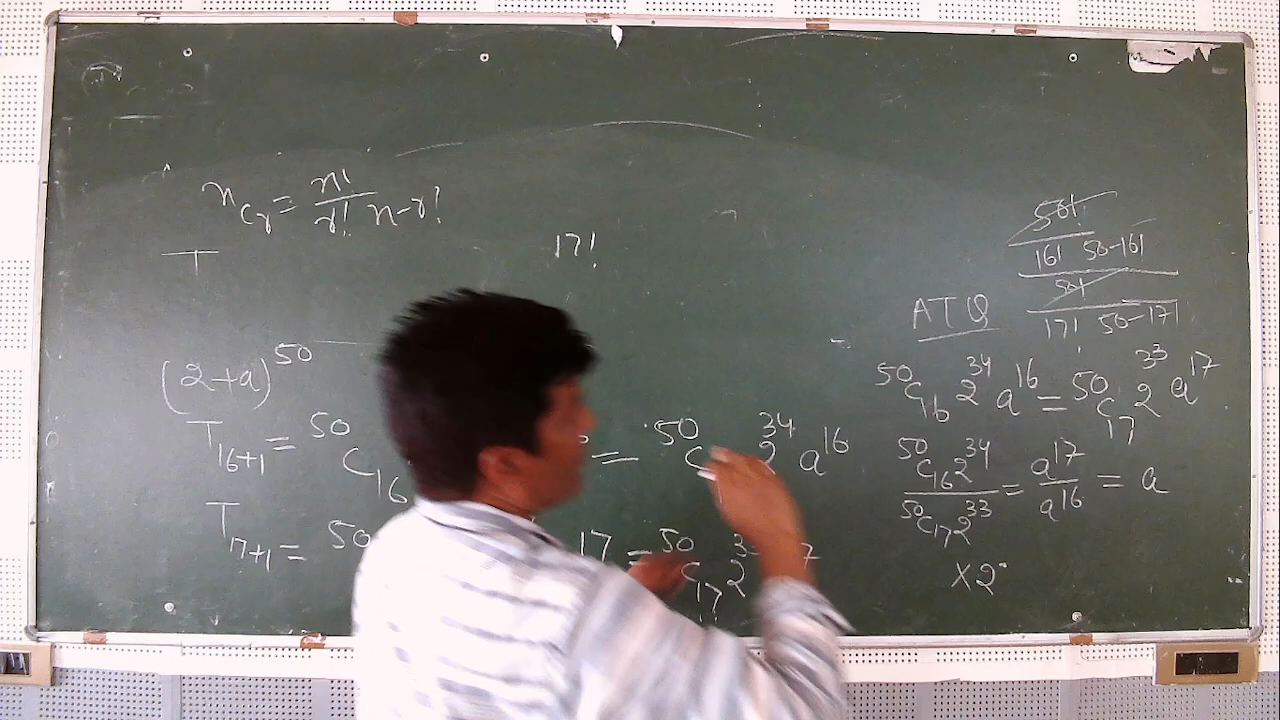 nCr = n!/r! n-r!
T
17!
50!
16! 50-16!
50!
17! 50-17!
ATQ
50C16 2^34 a^16 = 50C17 2^33 a^17
(2+a)^50
T16+1 = 50C16 = 50C 2^34 a^16
50C16 2^34 / 50C17 2^33 = a^17/a^16 = a
T17+1 = 50 17 = 50C17 2
×2